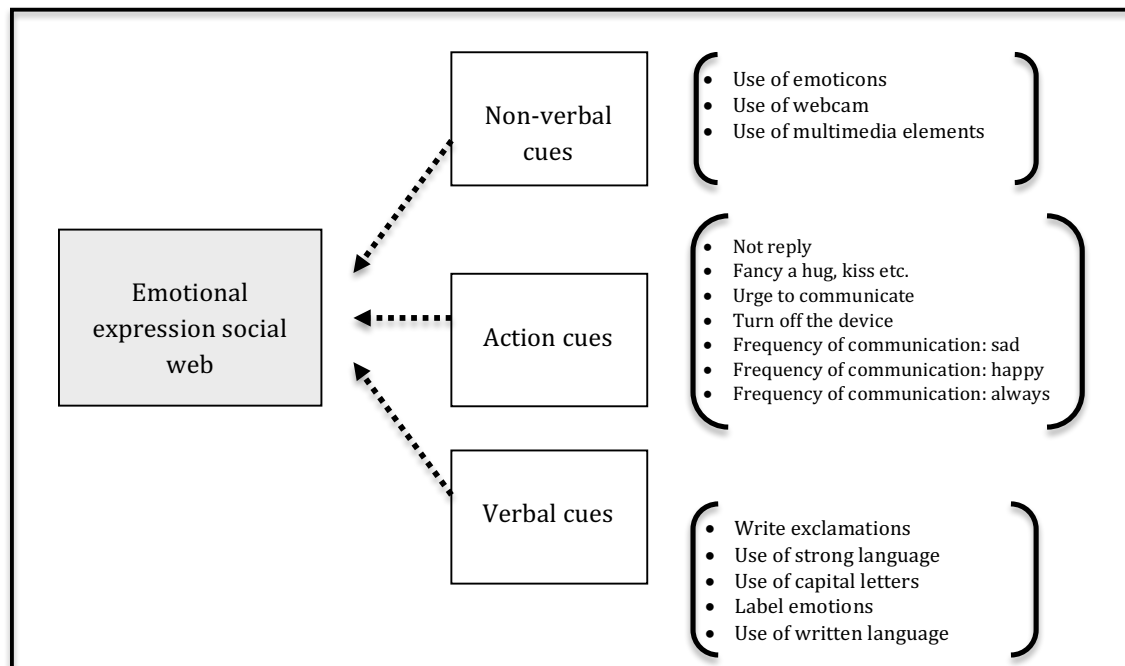 Non-verbal
cues
• Use of emoticons
• Use of webcam
• Use of multimedia elements
Emotional
expression social
web
Action cues
• Not reply
• Fancy a hug, kiss etc.
• Urge to communicate
• Turn off the device
• Frequency of communication: sad
• Frequency of communication: happy
• Frequency of communication: always
Verbal cues
• Write exclamations
• Use of strong language
• Use of capital letters
• Label emotions
• Use of written language